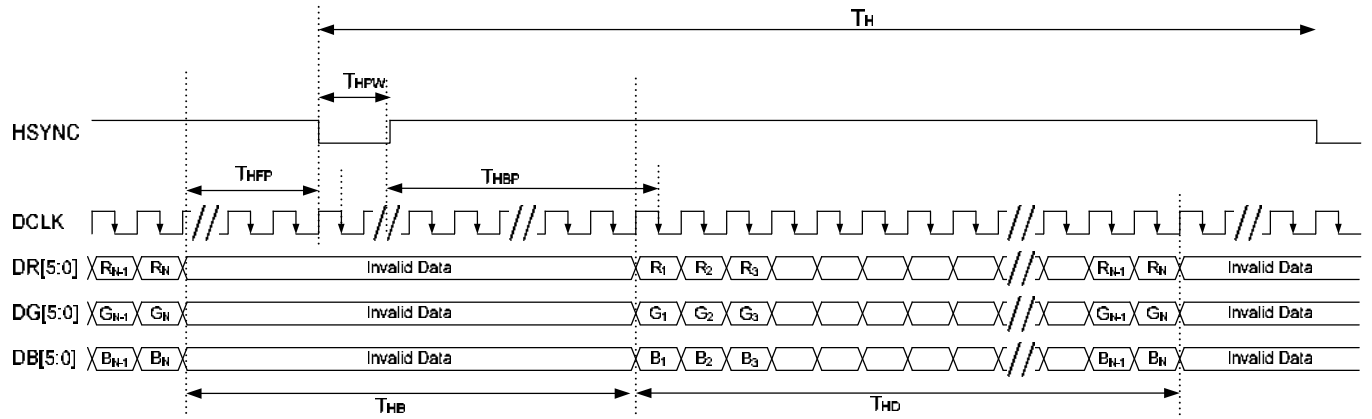 TH
THPW
HSYNC
THFP THBP
DCLK
DR[5:0] RN-1 RN Invalid Data R1 R2 R3 RN-1 RN Invalid Data
DG[5:0] GN-1 GN Invalid Data G1 G2 G3 GN-1 GN Invalid Data
DB[5:0] BN-1 BN Invalid Data B1 B2 B3 BN-1 BN Invalid Data
THB THD